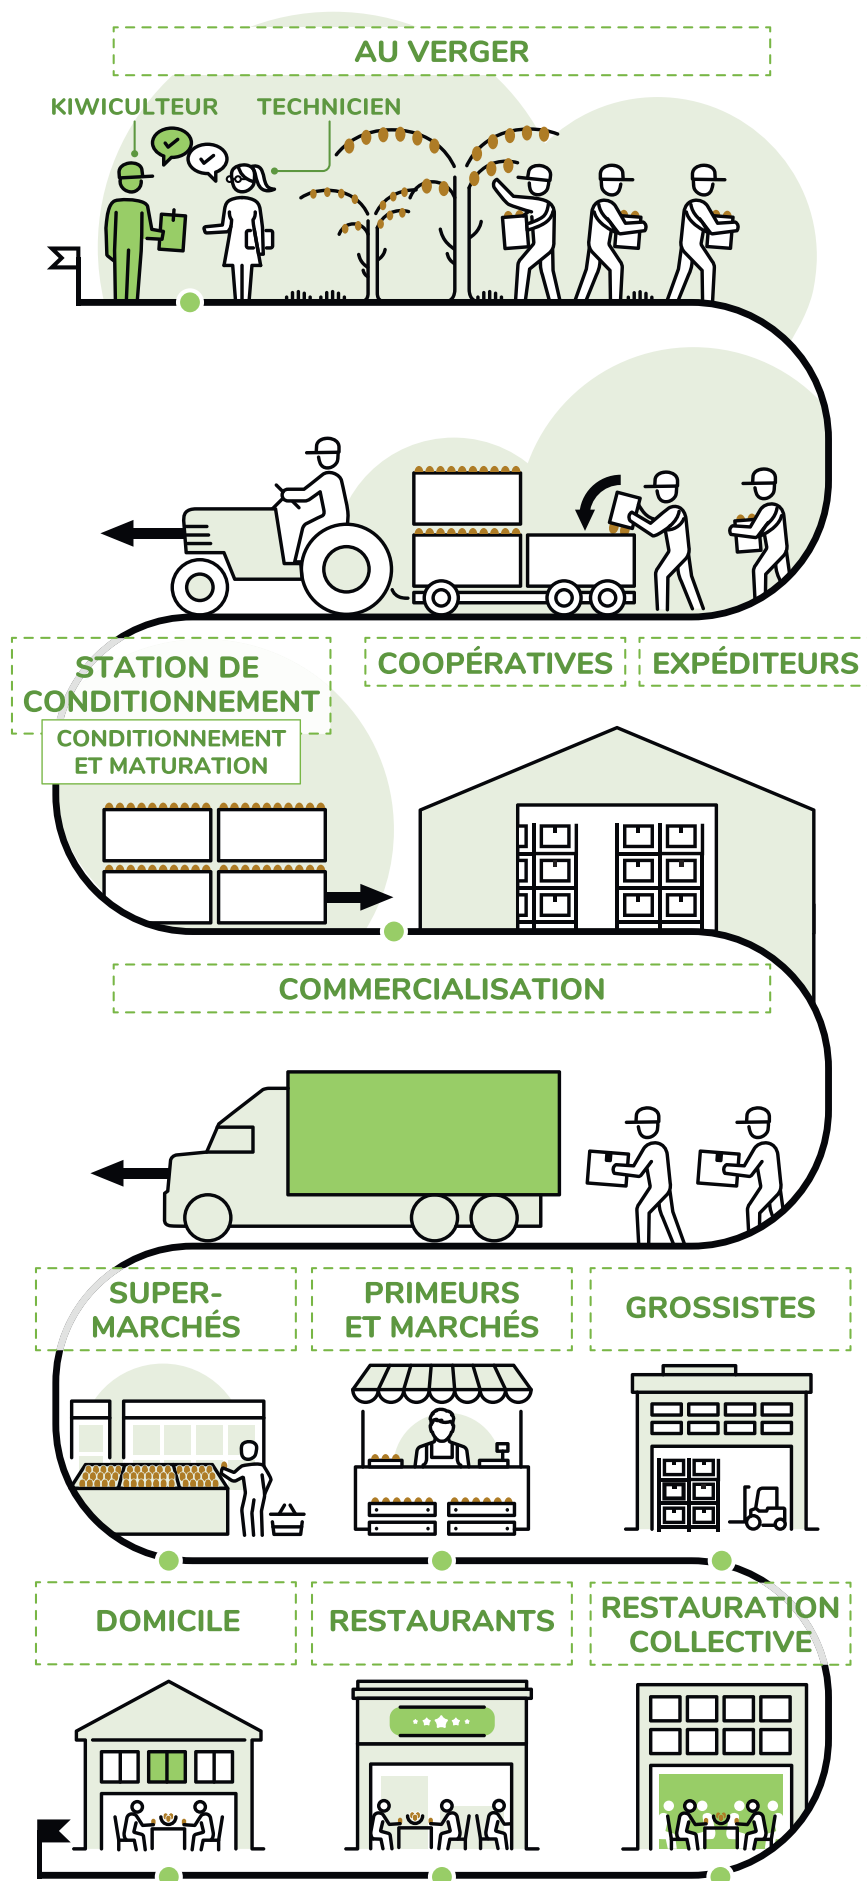 AU VERGER
KIWICULTEUR
TECHNICIEN
STATION DE
CONDITIONNEMENT
CONDITIONNEMENT
ET MATURATION
COOPÉRATIVES
EXPÉDITEURS
COMMERCIALISATION
SUPER-
MARCHÉS
PRIMEURS
ET MARCHÉS
GROSSISTES
DOMICILE
RESTAURANTS
RESTAURATION
COLLECTIVE